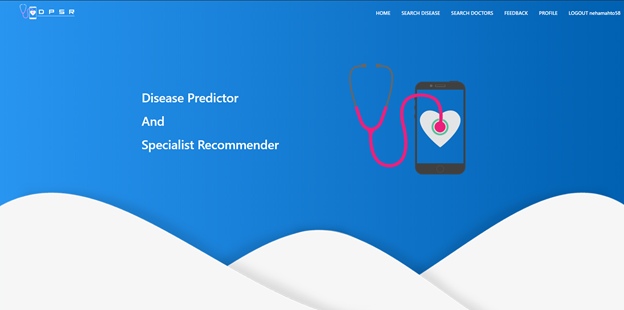 DPSR
HOME SEARCH DISEASE SEARCH DOCTORS FEEDBACK PROFILE LOGOUT nehamahto58
Disease Predictor
And
Specialist Recommender